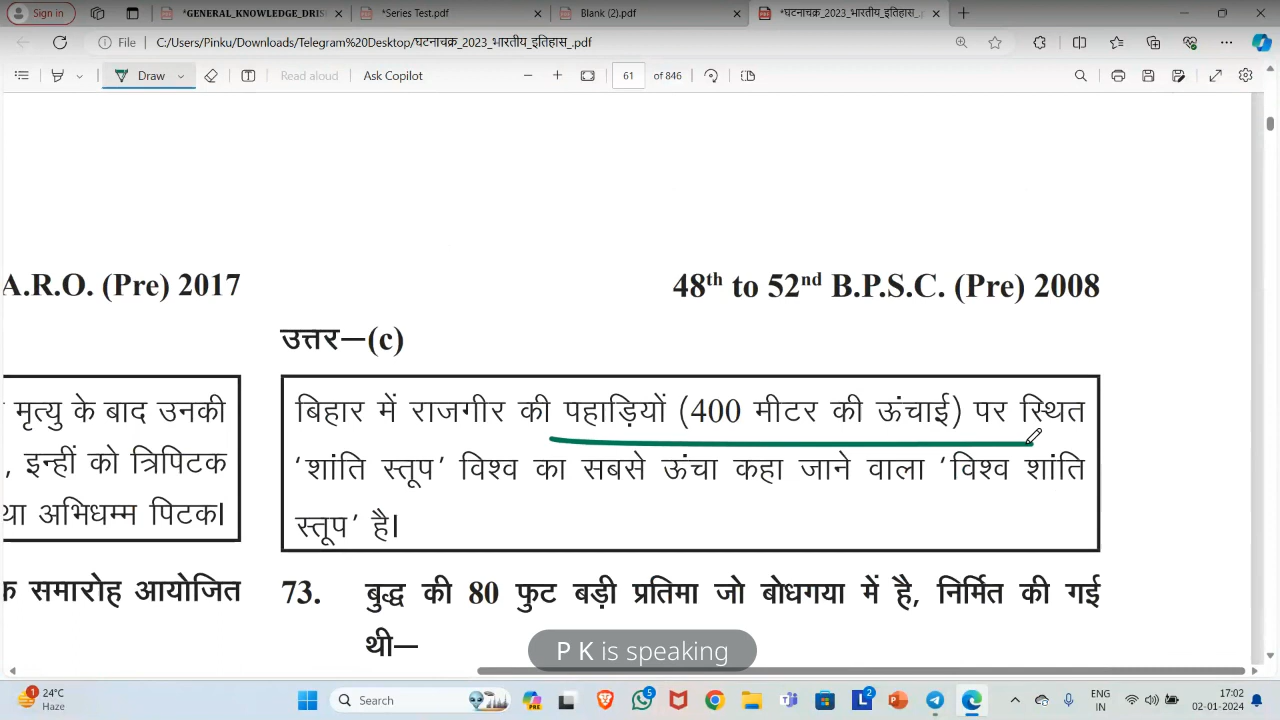 Sign in
*GENERAL_KNOWLEDGE_DRIS
*Series Test.pdf
Blank (2).pdf
*घटनाचक्र_2023_भारतीय_इतिहास_.p
File C:/Users/Pinku/Downloads/Telegram%20Desktop/घटनाचक्र_2023_भारतीय_इतिहास_.pdf
Draw Read aloud Ask Copilot 61 of 846
A.R.O. (Pre) 2017
मृत्यु के बाद उनकी
, इन्हीं को त्रिपिटक
था अभिधम्म पिटक।
क समारोह आयोजित
48th to 52nd B.P.S.C. (Pre) 2008
उत्तर—(c)
बिहार में राजगीर की पहाड़ियों (400 मीटर की ऊंचाई) पर स्थित
‘शांति स्तूप’ विश्व का सबसे ऊंचा कहा जाने वाला ‘विश्व शांति
स्तूप’ है।
73. बुद्ध की 80 फुट बड़ी प्रतिमा जो बोधगया में है, निर्मित की गई
थी—
P K is speaking
1 24°C
Haze
Search
5
2
ENG
IN
17:02
02-01-2024